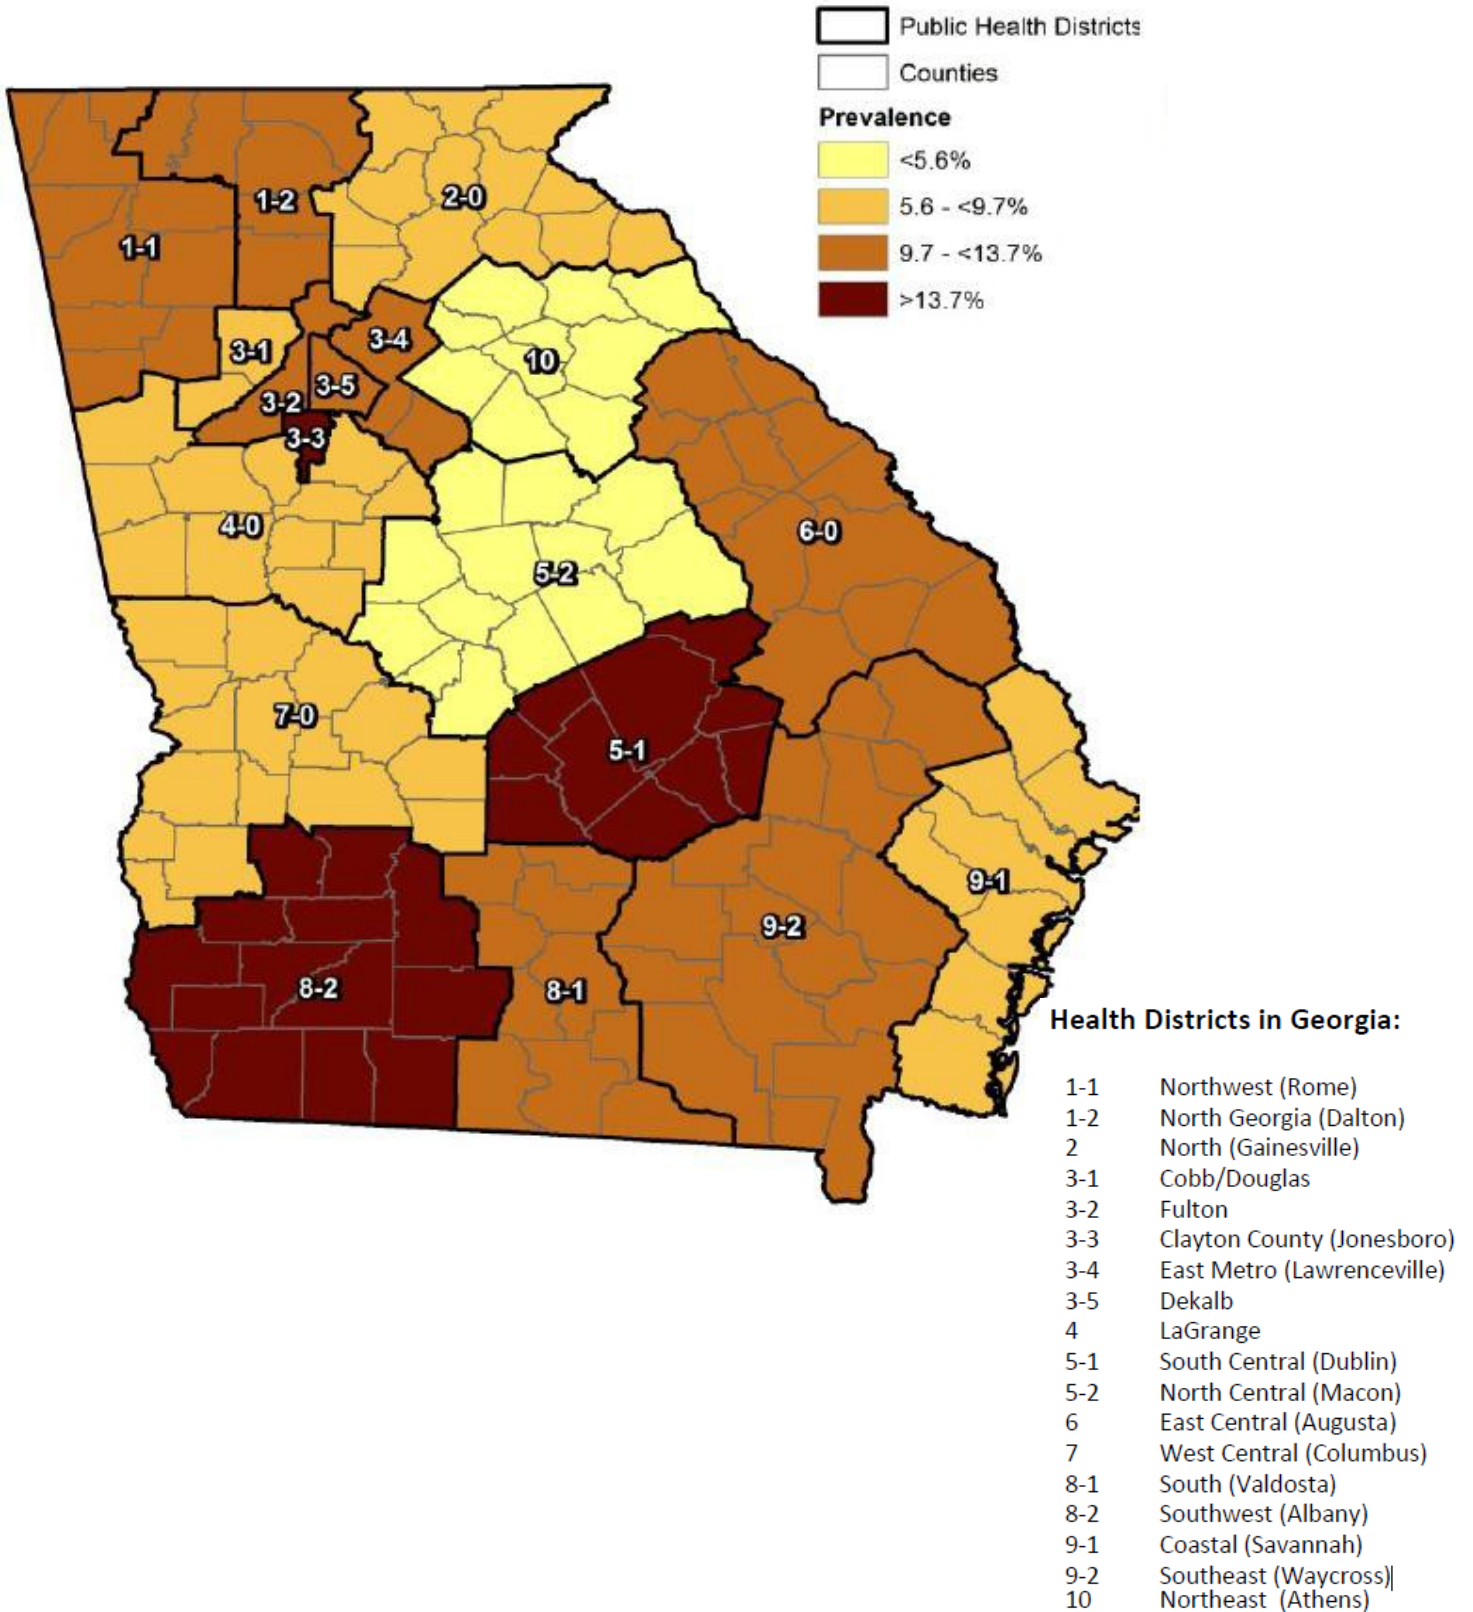 Public Health Districts
Counties
Prevalence
<5.6%
5.6 - <9.7%
9.7 - <13.7%
>13.7%
1-2
2-0
1-1
3-4
3-1
10
3-5
3-2
3-3
4-0
6-0
5-2
7-0
5-1
9-1
9-2
8-2
8-1
Health Districts in Georgia:
1-1 Northwest (Rome)
1-2 North Georgia (Dalton)
2 North (Gainesville)
3-1 Cobb/Douglas
3-2 Fulton
3-3 Clayton County (Jonesboro)
3-4 East Metro (Lawrenceville)
3-5 Dekalb
4 LaGrange
5-1 South Central (Dublin)
5-2 North Central (Macon)
6 East Central (Augusta)
7 West Central (Columbus)
8-1 South (Valdosta)
8-2 Southwest (Albany)
9-1 Coastal (Savannah)
9-2 Southeast (Waycross)
10 Northeast (Athens)